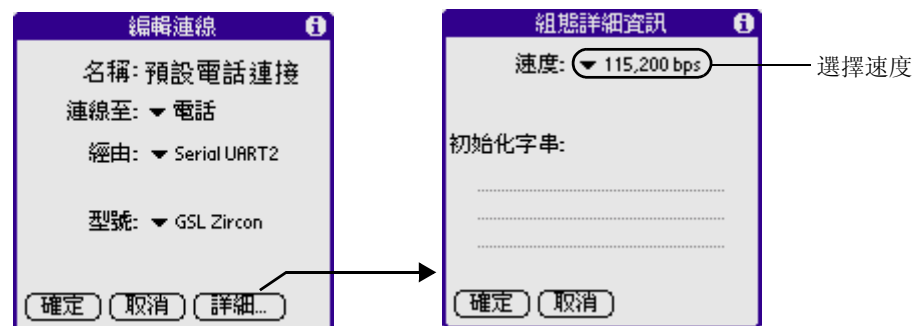 編輯連線
名稱: 預設電話連接
連線至: 電話
經由: Serial UART2
型號: GSL Zircon
確定 取消 詳細...
組態詳細資訊
速度: 115,200 bps
選擇速度
初始化字串:
確定 取消